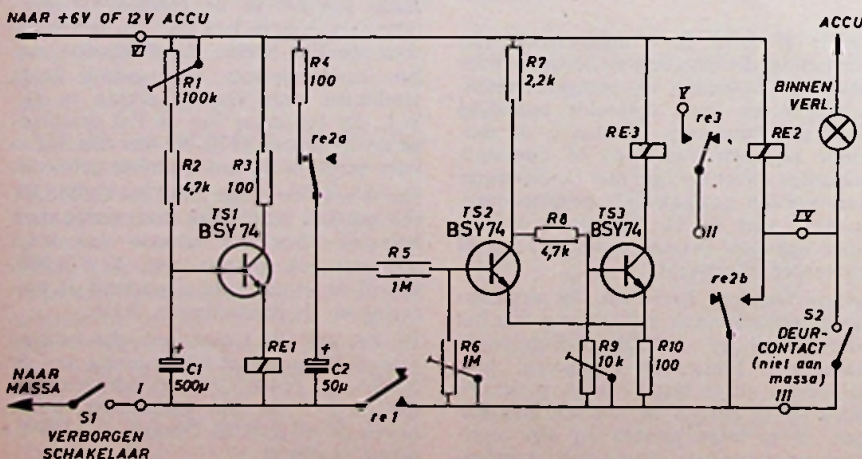 NAAR +6V OF 12V ACCU
VI
R1
100k
R4
100
R7
2,2k
ACCU
BINNEN
VERL.
V
re3
RE3
RE2
re2a
R2
4,7k
R3
100
II
IV
TS1
BSY74
TS2
BSY74
R8
4,7k
TS3
BSY74
R5
1M
re2b
S2
DEUR-
CONTACT
(niet aan
massa)
III
NAAR
MASSA
S1
I
VERBORGEN
SCHAKELAAR
+
C1
500µ
RE1
+
C2
50µ
re1
R6
1M
R9
10k
R10
100